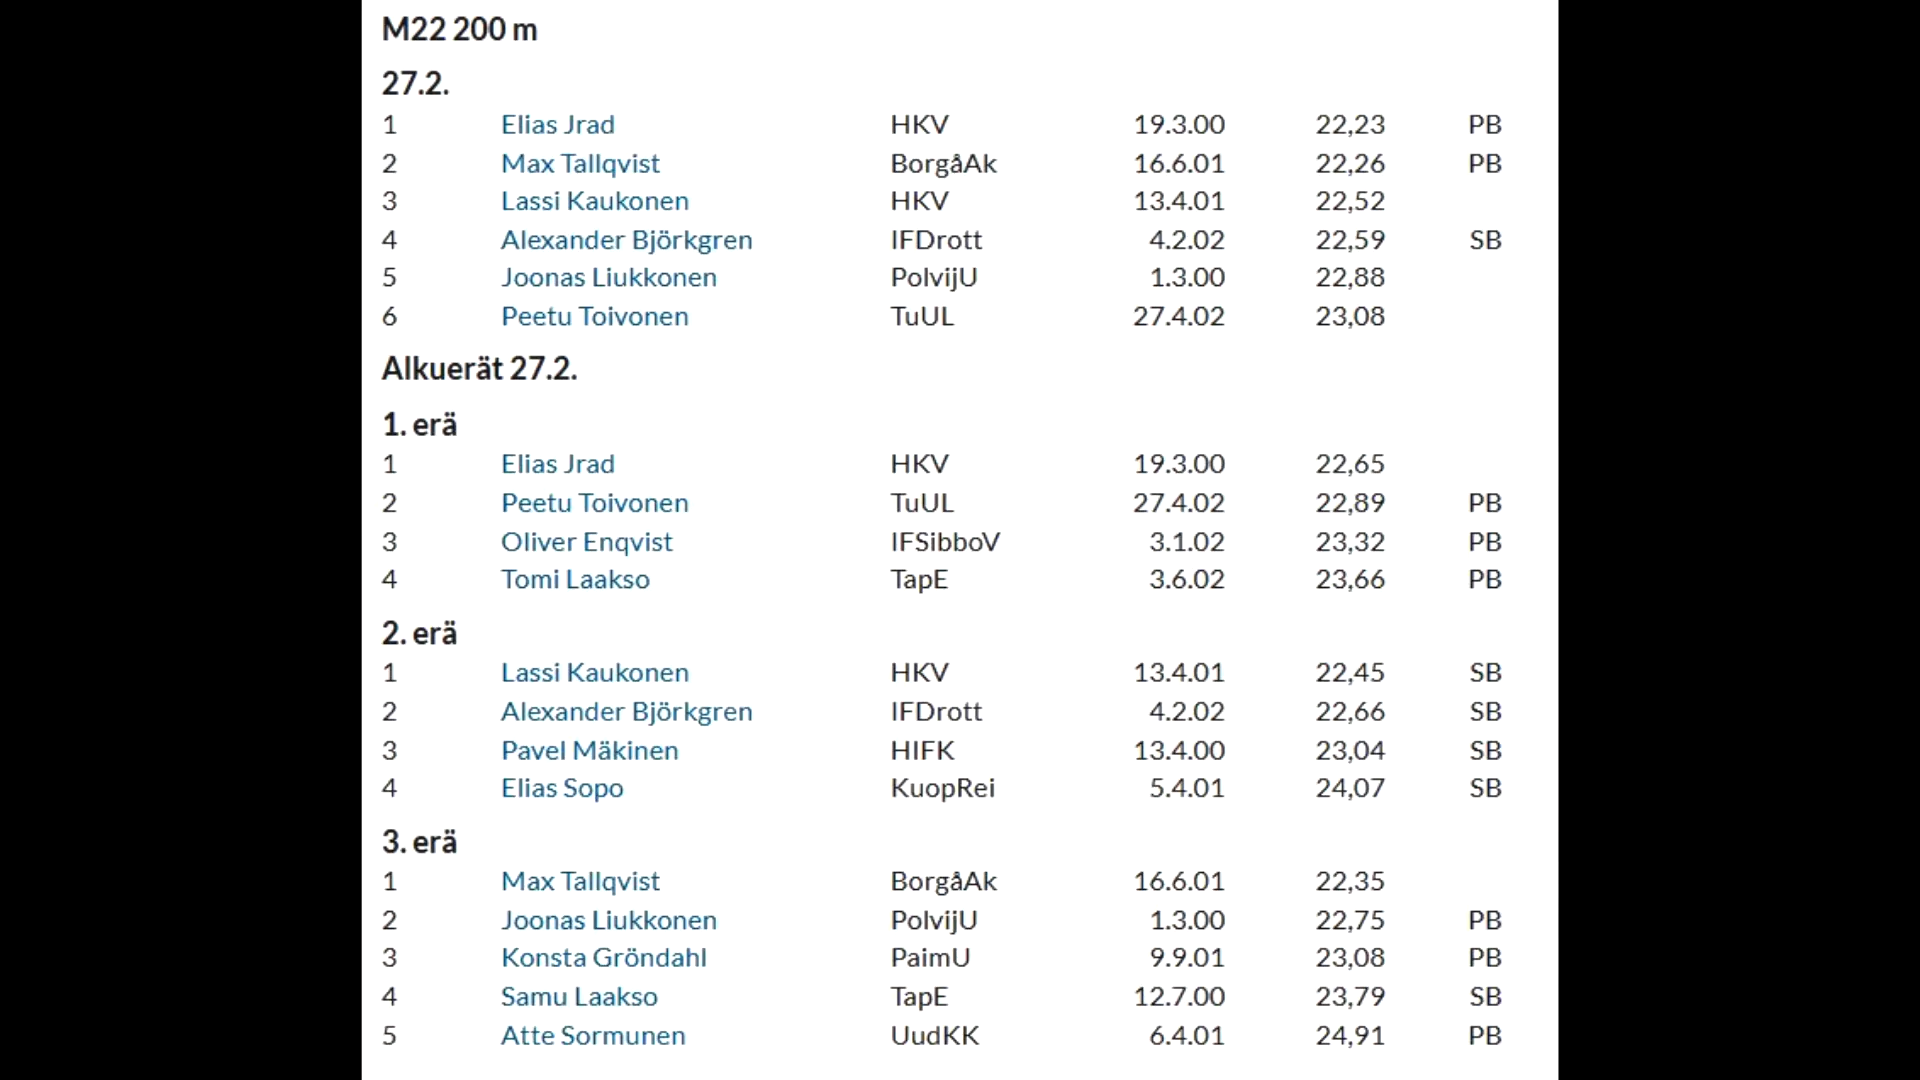 M22 200 m
27.2.
1 Elias Jrad HKV 19.3.00 22,23 PB
2 Max Tallqvist BorgåAk 16.6.01 22,26 PB
3 Lassi Kaukonen HKV 13.4.01 22,52
4 Alexander Björkgren IFDrott 4.2.02 22,59 SB
5 Joonas Liukkonen PolvijU 1.3.00 22,88
6 Peetu Toivonen TuUL 27.4.02 23,08
Alkuerät 27.2.
1. erä
1 Elias Jrad HKV 19.3.00 22,65
2 Peetu Toivonen TuUL 27.4.02 22,89 PB
3 Oliver Enqvist IFSibboV 3.1.02 23,32 PB
4 Tomi Laakso TapE 3.6.02 23,66 PB
2. erä
1 Lassi Kaukonen HKV 13.4.01 22,45 SB
2 Alexander Björkgren IFDrott 4.2.02 22,66 SB
3 Pavel Mäkinen HIFK 13.4.00 23,04 SB
4 Elias Sopo KuopRei 5.4.01 24,07 SB
3. erä
1 Max Tallqvist BorgåAk 16.6.01 22,35
2 Joonas Liukkonen PolvijU 1.3.00 22,75 PB
3 Konsta Gröndahl PaimU 9.9.01 23,08 PB
4 Samu Laakso TapE 12.7.00 23,79 SB
5 Atte Sormunen UudKK 6.4.01 24,91 PB